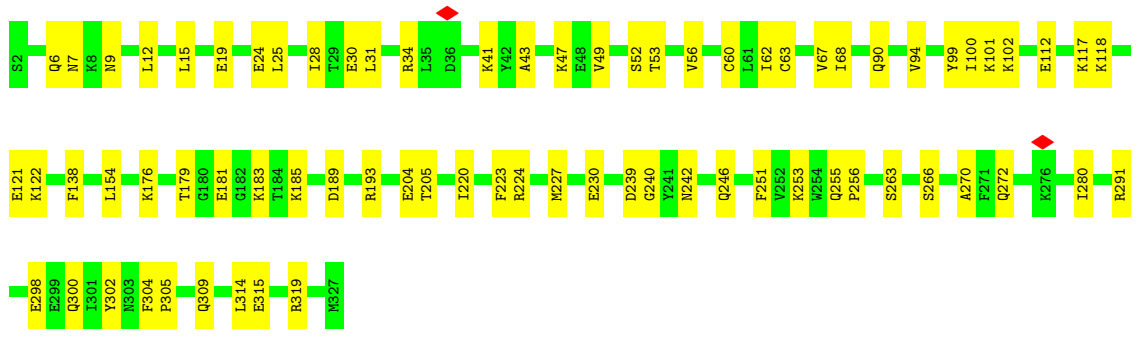 S2 Q6 N7 K8 N9 L12 L15 E19 E24 L25 I28 T29 E30 L31 R34 L35 D36 K41 Y42 A43 K47 E48 V49 S52 T53 V56 C60 L61 I62 C63 V67 I68 Q90 V94 Y99 I100 K101 K102 E112 K117 K118
E121 K122 F138 L154 K176 T179 G180 E181 G182 K183 T184 K185 D189 R193 E204 T205 I220 F223 R224 M227 E230 D239 G240 Y241 N242 Q246 F251 V252 K253 W254 Q255 P256 S263 S266 A270 F271 Q272 K276 I280 R291
E298 E299 Q300 I301 Y302 N303 F304 P305 Q309 L314 E315 R319 M327